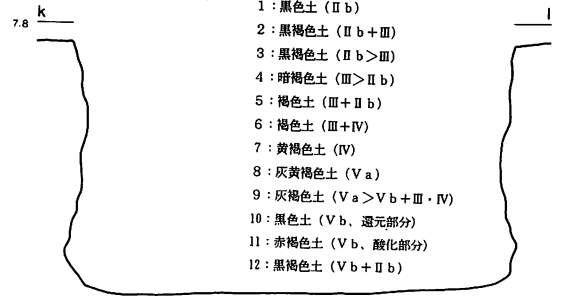 7.8 k l
1：黒色土（Ⅱb）
2：黒褐色土（Ⅱb＋Ⅲ）
3：黒褐色土（Ⅱb＞Ⅲ）
4：暗褐色土（Ⅲ＞Ⅱb）
5：褐色土（Ⅲ＋Ⅱb）
6：褐色土（Ⅲ＋Ⅳ）
7：黄褐色土（Ⅳ）
8：灰黄褐色土（Ⅴa）
9：灰褐色土（Ⅴa＞Ⅴb＋Ⅲ・Ⅳ）
10：黒色土（Ⅴb、還元部分）
11：赤褐色土（Ⅴb、酸化部分）
12：黒褐色土（Ⅴb＋Ⅱb）